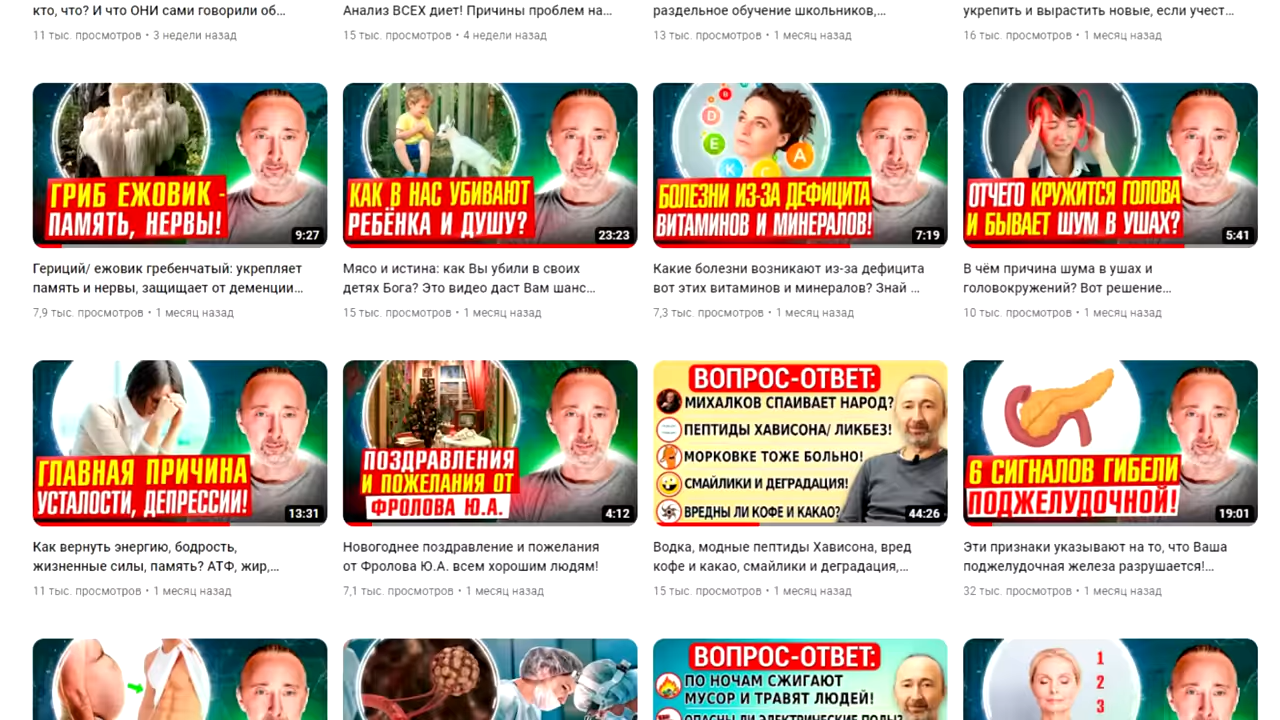 кто, что? И что ОНИ сами говорили об...
11 тыс. просмотров • 3 недели назад
Анализ ВСЕХ диет! Причины проблем на...
15 тыс. просмотров • 4 недели назад
раздельное обучение школьников,...
13 тыс. просмотров • 1 месяц назад
укрепить и вырастить новые, если учест...
16 тыс. просмотров • 1 месяц назад
ГРИБ ЕЖОВИК -
ПАМЯТЬ, НЕРВЫ!
9:27
Гериций/ ежовик гребенчатый: укрепляет
память и нервы, защищает от деменции...
7,9 тыс. просмотров • 1 месяц назад
КАК В НАС УБИВАЮТ
РЕБЁНКА И ДУШУ?
23:23
Мясо и истина: как Вы убили в своих
детях Бога? Это видео даст Вам шанс...
15 тыс. просмотров • 1 месяц назад
B
D
E
K
C
A
БОЛЕЗНИ ИЗ-ЗА ДЕФИЦИТА
ВИТАМИНОВ И МИНЕРАЛОВ!
7:19
Какие болезни возникают из-за дефицита
вот этих витаминов и минералов? Знай ...
7,3 тыс. просмотров • 1 месяц назад
ОТЧЕГО КРУЖИТСЯ ГОЛОВА
И БЫВАЕТ ШУМ В УШАХ?
5:41
В чём причина шума в ушах и
головокружений? Вот решение...
10 тыс. просмотров • 1 месяц назад
ГЛАВНАЯ ПРИЧИНА
УСТАЛОСТИ, ДЕПРЕССИИ!
13:31
Как вернуть энергию, бодрость,
жизненные силы, память? АТФ, жир,...
11 тыс. просмотров • 1 месяц назад
ПОЗДРАВЛЕНИЯ
И ПОЖЕЛАНИЯ ОТ
ФРОЛОВА Ю.А.
4:12
Новогоднее поздравление и пожелания
от Фролова Ю.А. всем хорошим людям!
7,1 тыс. просмотров • 1 месяц назад
ВОПРОС-ОТВЕТ:
МИХАЛКОВ СПАИВАЕТ НАРОД?
ПЕПТИДЫ ХАВИСОНА/ ЛИКБЕЗ!
МОРКОВКЕ ТОЖЕ БОЛЬНО!
СМАЙЛИКИ И ДЕГРАДАЦИЯ!
ВРЕДНЫ ЛИ КОФЕ И КАКАО?
44:26
Водка, модные пептиды Хависона, вред
кофе и какао, смайлики и деградация,...
15 тыс. просмотров • 1 месяц назад
6 СИГНАЛОВ ГИБЕЛИ
ПОДЖЕЛУДОЧНОЙ!
19:01
Эти признаки указывают на то, что Ваша
поджелудочная железа разрушается!...
32 тыс. просмотров • 1 месяц назад
ВОПРОС-ОТВЕТ:
ПО НОЧАМ СЖИГАЮТ
МУСОР И ТРАВЯТ ЛЮДЕЙ!
ОПАСНЫ ЛИ ЭЛЕКТРИЧЕСКИЕ ПОЛЫ?
1
2
3